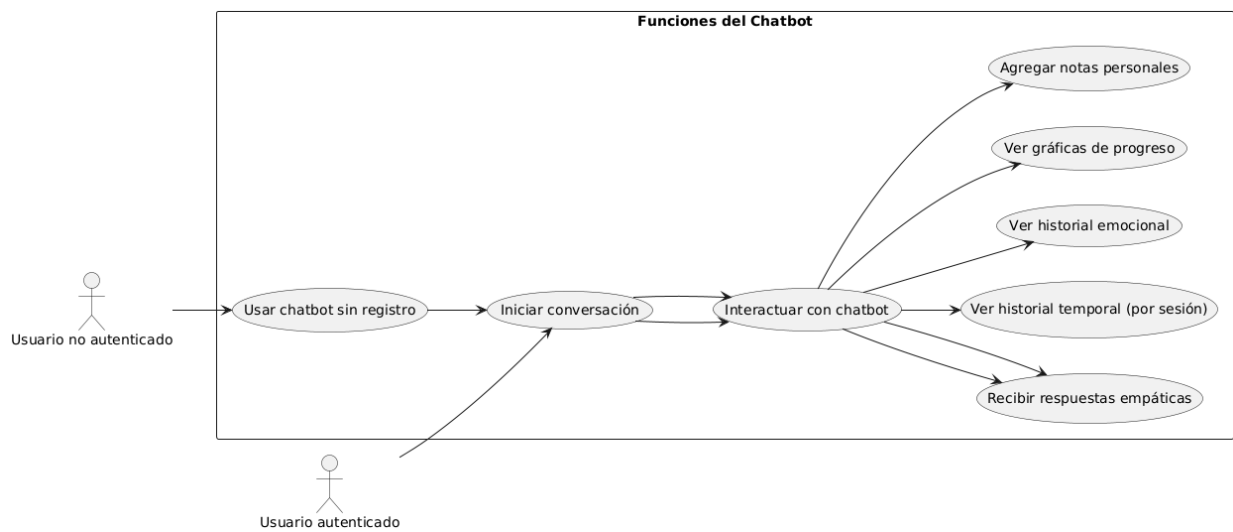 Funciones del Chatbot
Agregar notas personales
Ver gráficas de progreso
Ver historial emocional
Usar chatbot sin registro
Iniciar conversación
Interactuar con chatbot
Ver historial temporal (por sesión)
Usuario no autenticado
Recibir respuestas empáticas
Usuario autenticado